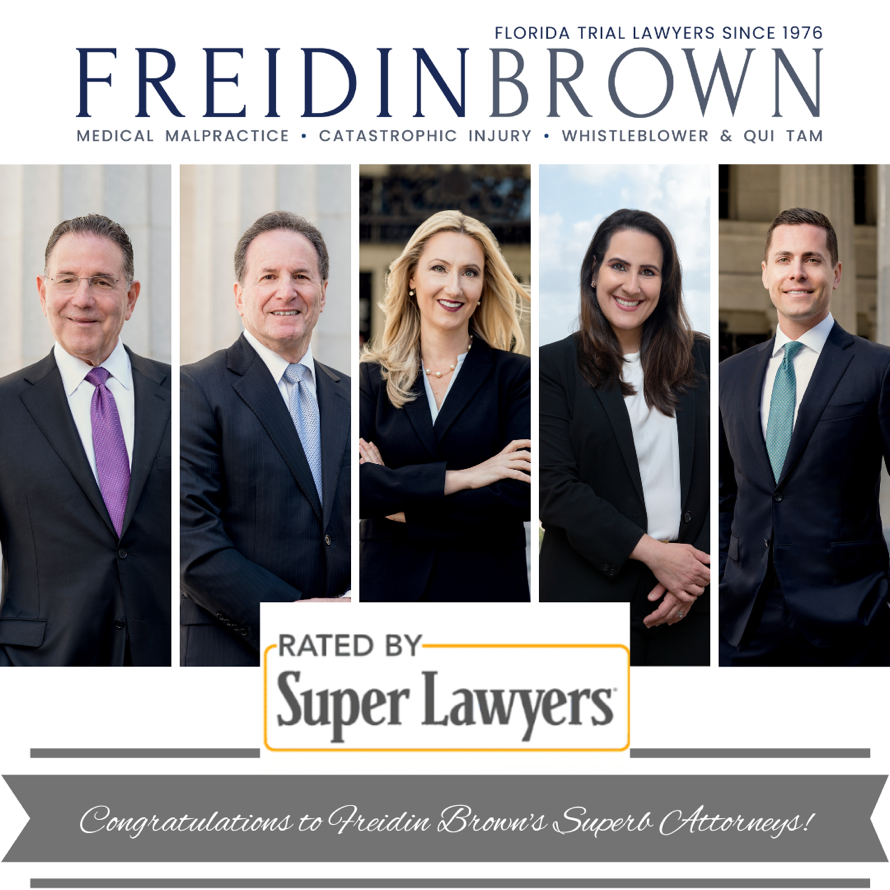 FLORIDA TRIAL LAWYERS SINCE 1976
FREIDINBROWN
MEDICAL MALPRACTICE • CATASTROPHIC INJURY • WHISTLEBLOWER & QUI TAM
RATED BY
Super Lawyers
Congratulations to Freidin Brown's Superb Attorneys!